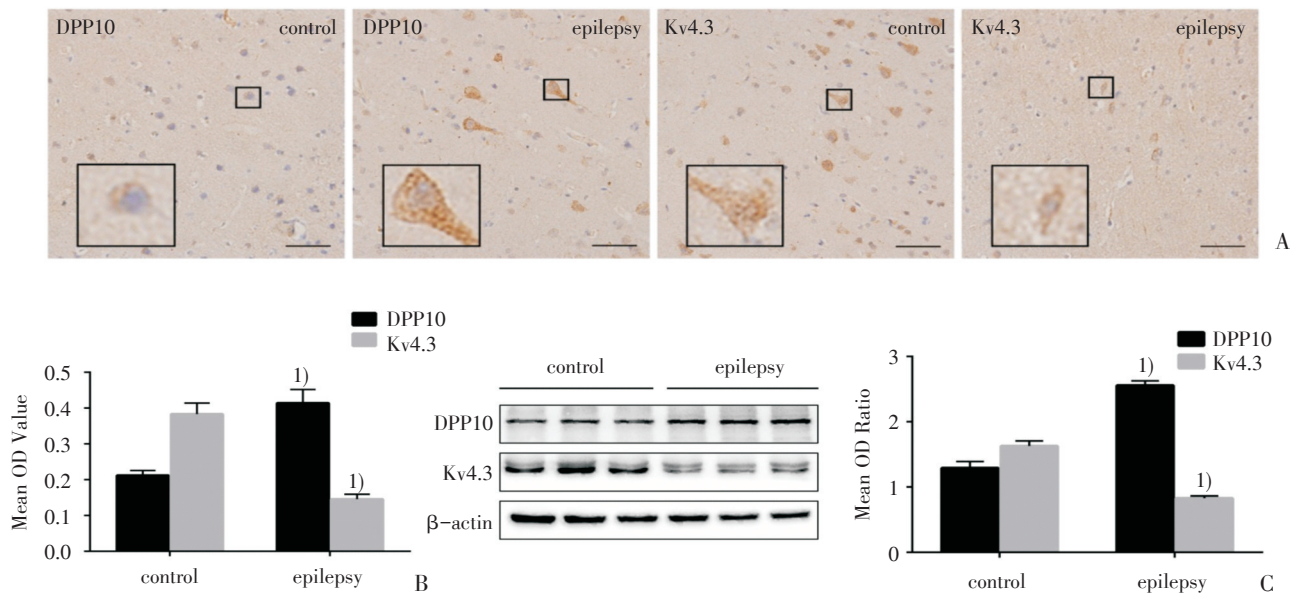 DPP10 control
DPP10 epilepsy
Kv4.3 control
Kv4.3 epilepsy
A
DPP10
Kv4.3
Mean OD Value
0.5
0.4
0.3
0.2
0.1
0.0
1)
1)
control epilepsy
B
control epilepsy
DPP10
Kv4.3
β-actin
DPP10
Kv4.3
Mean OD Ratio
3
2
1
0
1)
1)
control epilepsy
C